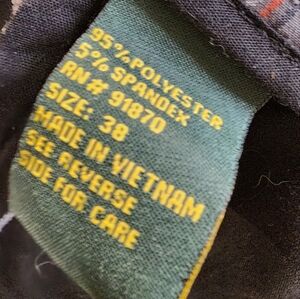 95% POLYESTER
5% SPANDEX
RN# 91870
SIZE: 38
MADE IN VIETNAM
SEE REVERSE
SIDE FOR CARE